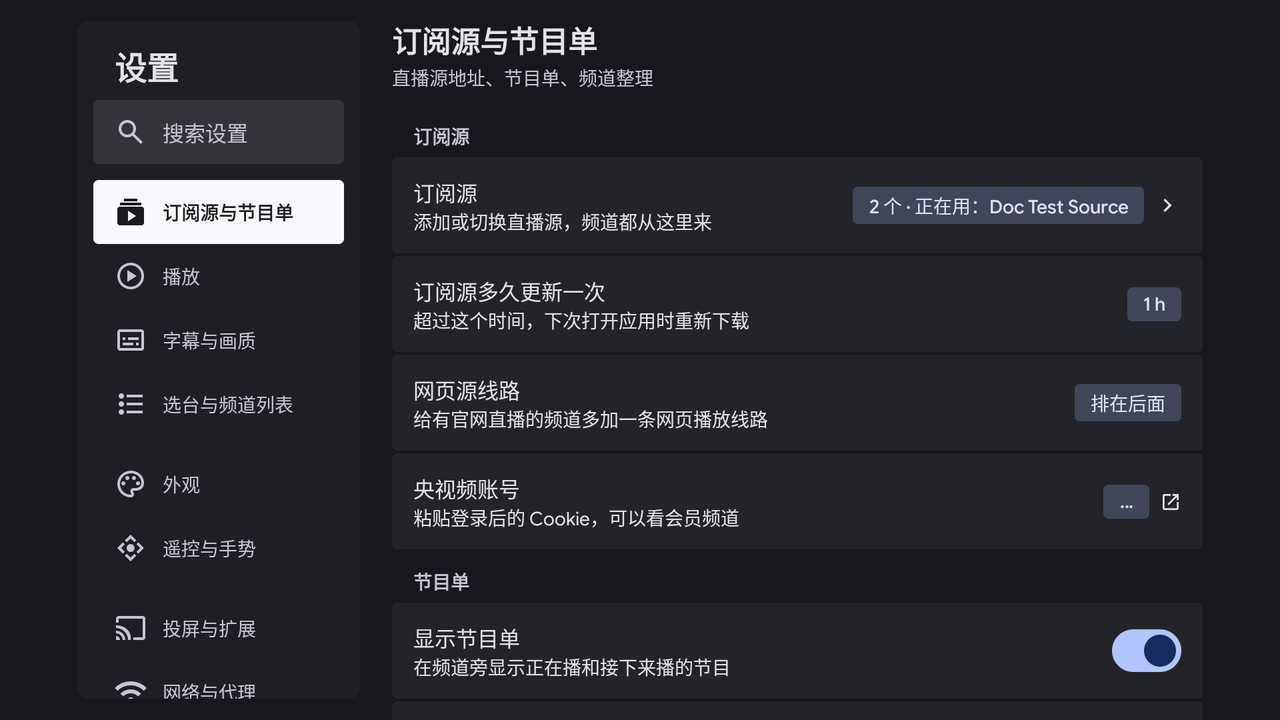 设置
搜索设置
订阅源与节目单
播放
字幕与画质
选台与频道列表
外观
遥控与手势
投屏与扩展
网络与代理
订阅源与节目单
直播源地址、节目单、频道整理
订阅源
订阅源
添加或切换直播源，频道都从这里来
2 个 · 正在用：Doc Test Source
订阅源多久更新一次
超过这个时间，下次打开应用时重新下载
1 h
网页源线路
给有官网直播的频道多加一条网页播放线路
排在后面
央视频账号
粘贴登录后的 Cookie，可以看会员频道
...
节目单
显示节目单
在频道旁显示正在播和接下来播的节目